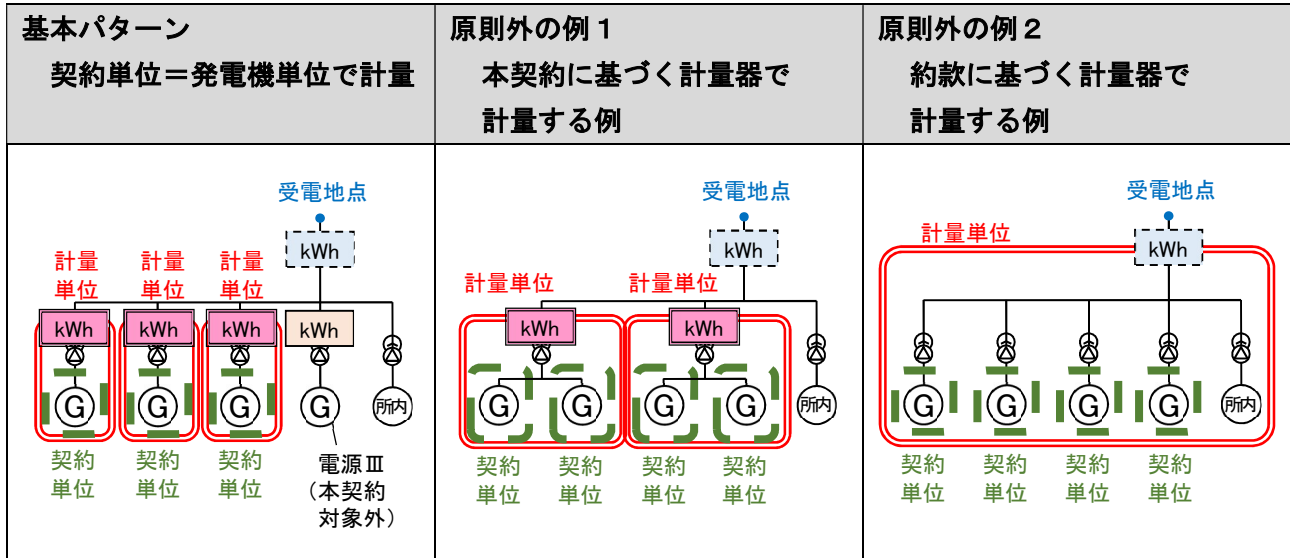 基本パターン
契約単位＝発電機単位で計量
原則外の例１
本契約に基づく計量器で
計量する例
原則外の例２
約款に基づく計量器で
計量する例
受電地点
kWh
計量
単位
計量
単位
計量
単位
kWh
kWh
kWh
kWh
G
G
G
G
所内
契約
単位
契約
単位
契約
単位
電源Ⅲ
（本契約
対象外）
受電地点
kWh
計量単位
計量単位
kWh
kWh
G
G
G
G
所内
契約
単位
契約
単位
契約
単位
契約
単位
受電地点
計量単位
kWh
G
G
G
G
所内
契約
単位
契約
単位
契約
単位
契約
単位